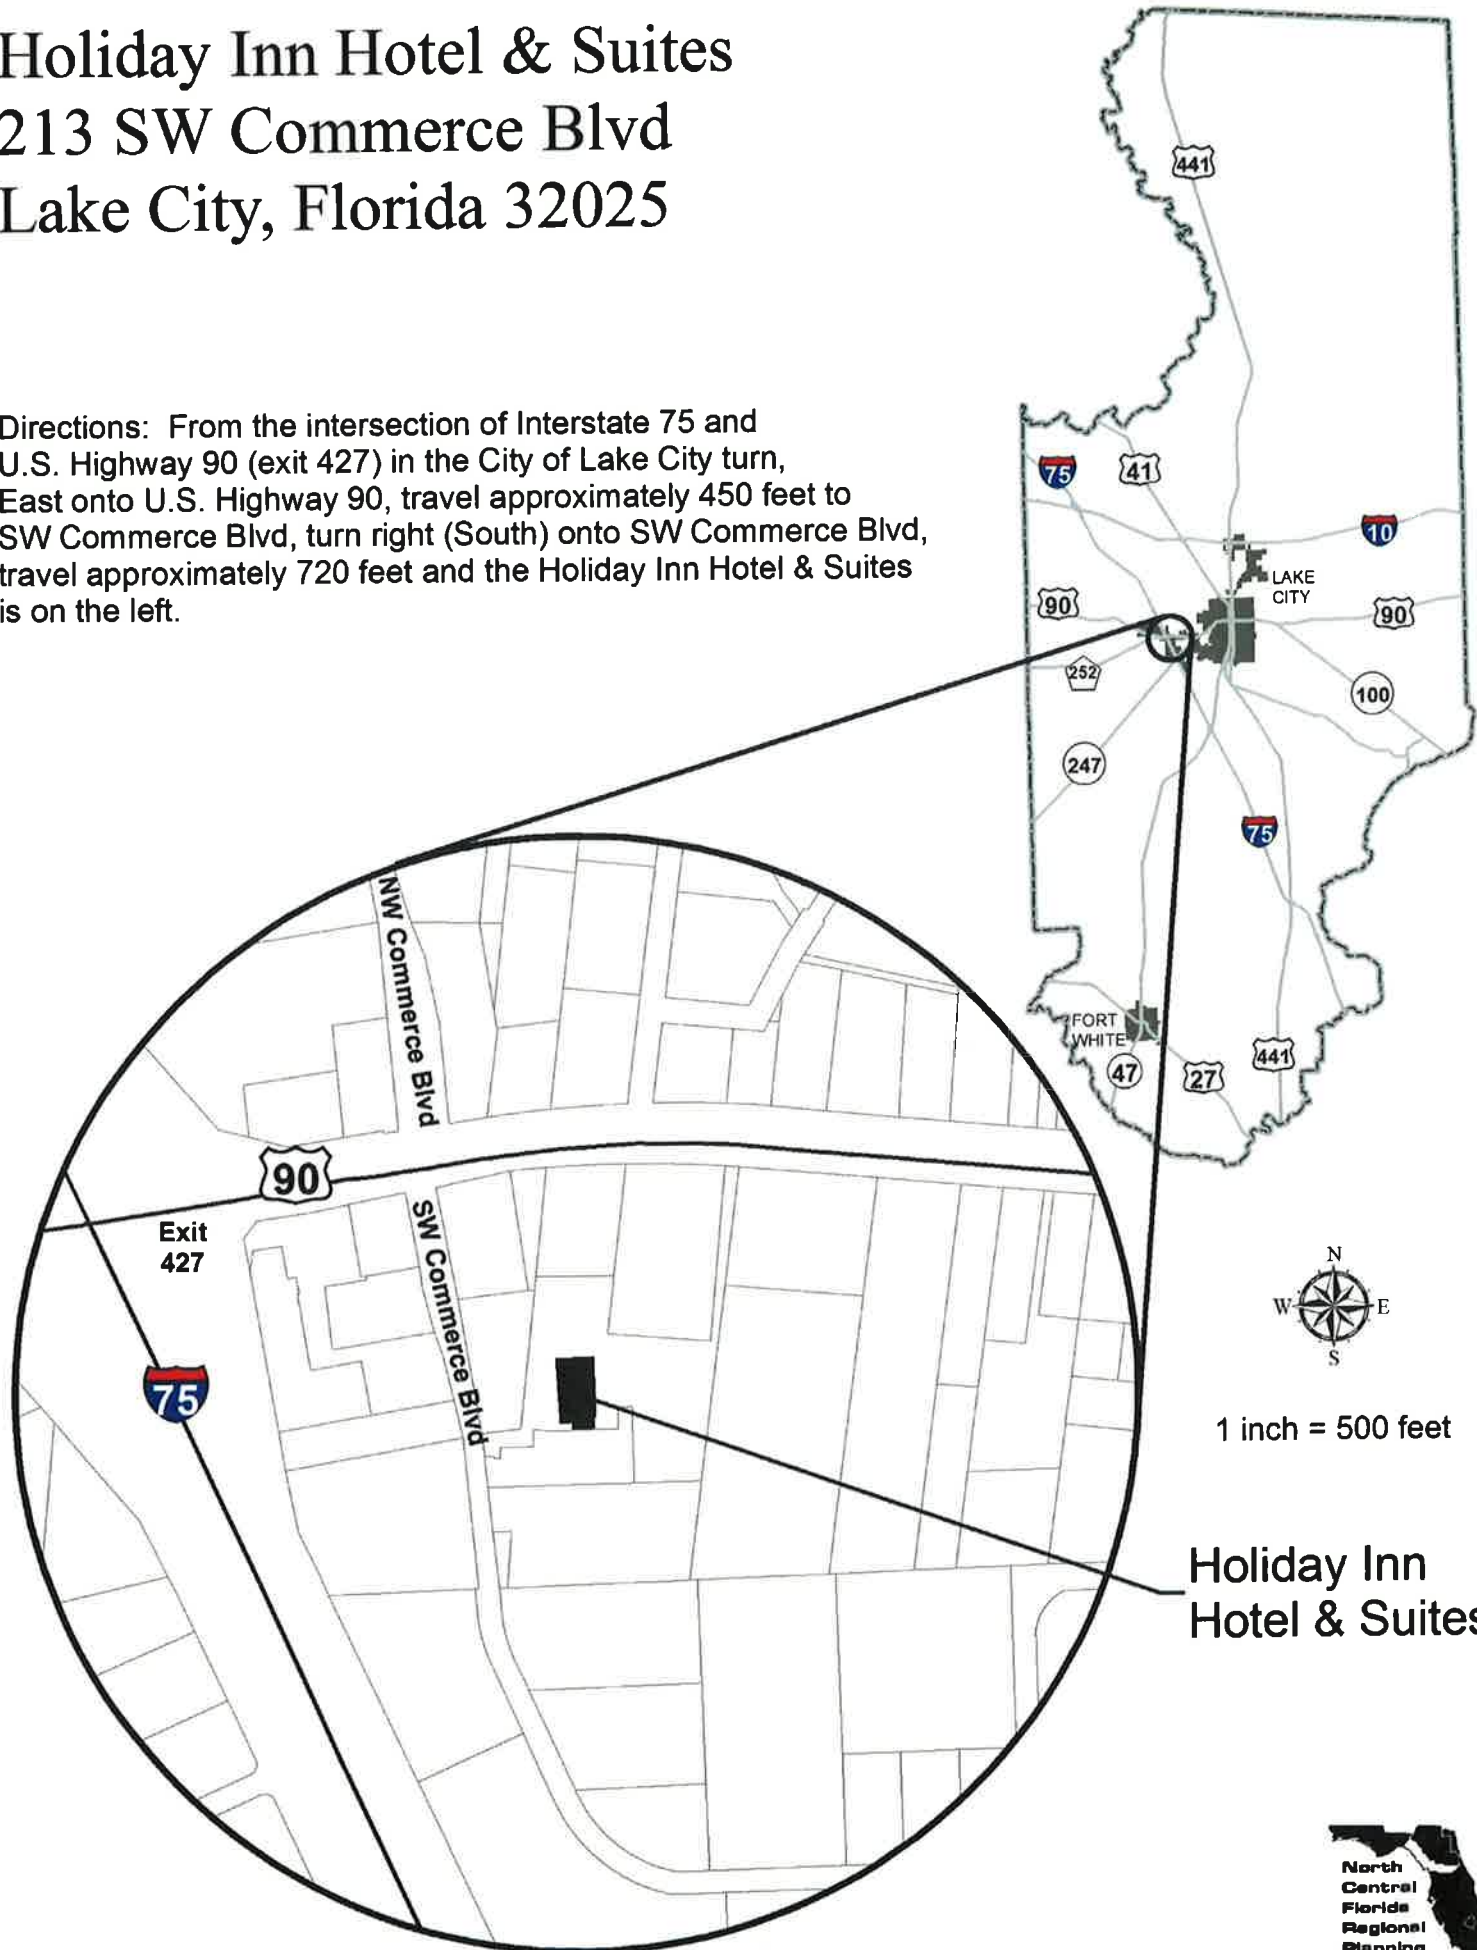 Holiday Inn Hotel & Suites
213 SW Commerce Blvd
Lake City, Florida 32025
Directions: From the intersection of Interstate 75 and
U.S. Highway 90 (exit 427) in the City of Lake City turn,
East onto U.S. Highway 90, travel approximately 450 feet to
SW Commerce Blvd, turn right (South) onto SW Commerce Blvd,
travel approximately 720 feet and the Holiday Inn Hotel & Suites
is on the left.
441
75
41
10
LAKE
CITY
90
90
252
100
247
75
FORT
WHITE
47
27
441
NW Commerce Blvd
90
Exit
427
SW Commerce Blvd
75
N
W
E
S
1 inch = 500 feet
Holiday Inn
Hotel & Suites
North
Central
Florida
Regional
Planning